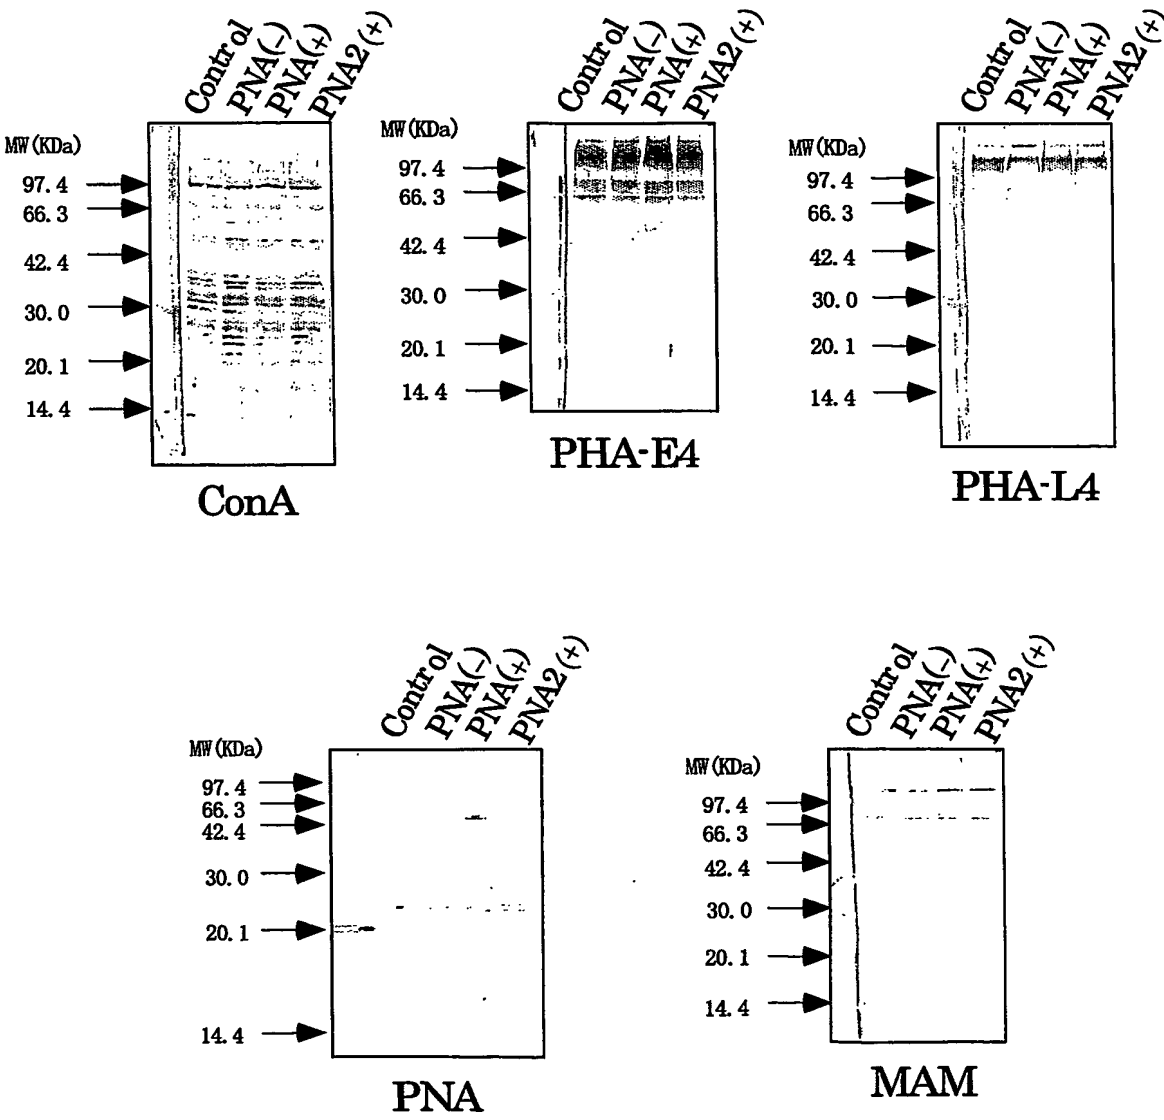 Control PNA(-) PNA(+) PNA2(+)
MW(KDa)
97.4
66.3
42.4
30.0
20.1
14.4
ConA
Control PNA(-) PNA(+) PNA2(+)
MW(KDa)
97.4
66.3
42.4
30.0
20.1
14.4
PHA-E4
Control PNA(-) PNA(+) PNA2(+)
MW(KDa)
97.4
66.3
42.4
30.0
20.1
14.4
PHA-L4
Control PNA(-) PNA(+) PNA2(+)
MW(KDa)
97.4
66.3
42.4
30.0
20.1
14.4
PNA
Control PNA(-) PNA(+) PNA2(+)
MW(KDa)
97.4
66.3
42.4
30.0
20.1
14.4
MAM